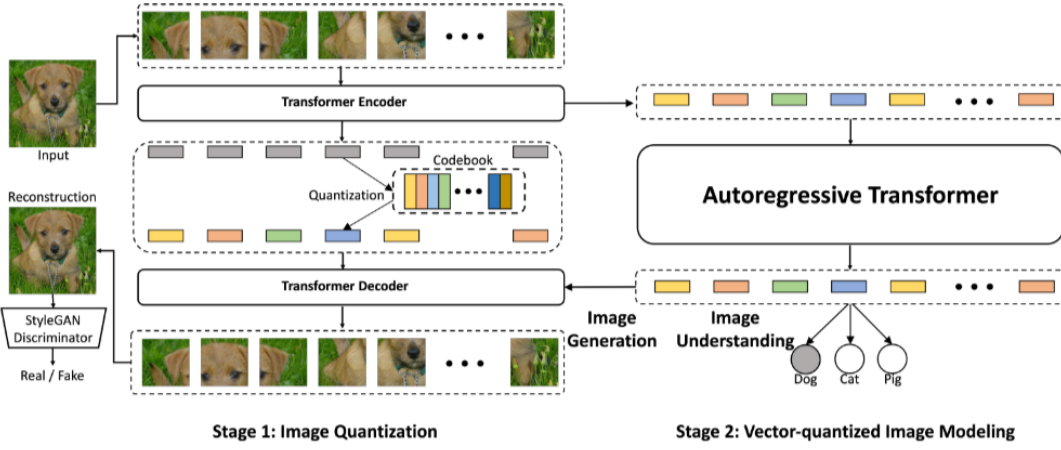 Input
Transformer Encoder
Codebook
Quantization
Reconstruction
Transformer Decoder
StyleGAN
Discriminator
Real / Fake
Stage 1: Image Quantization
Autoregressive Transformer
Image
Generation
Image
Understanding
Dog
Cat
Pig
Stage 2: Vector-quantized Image Modeling